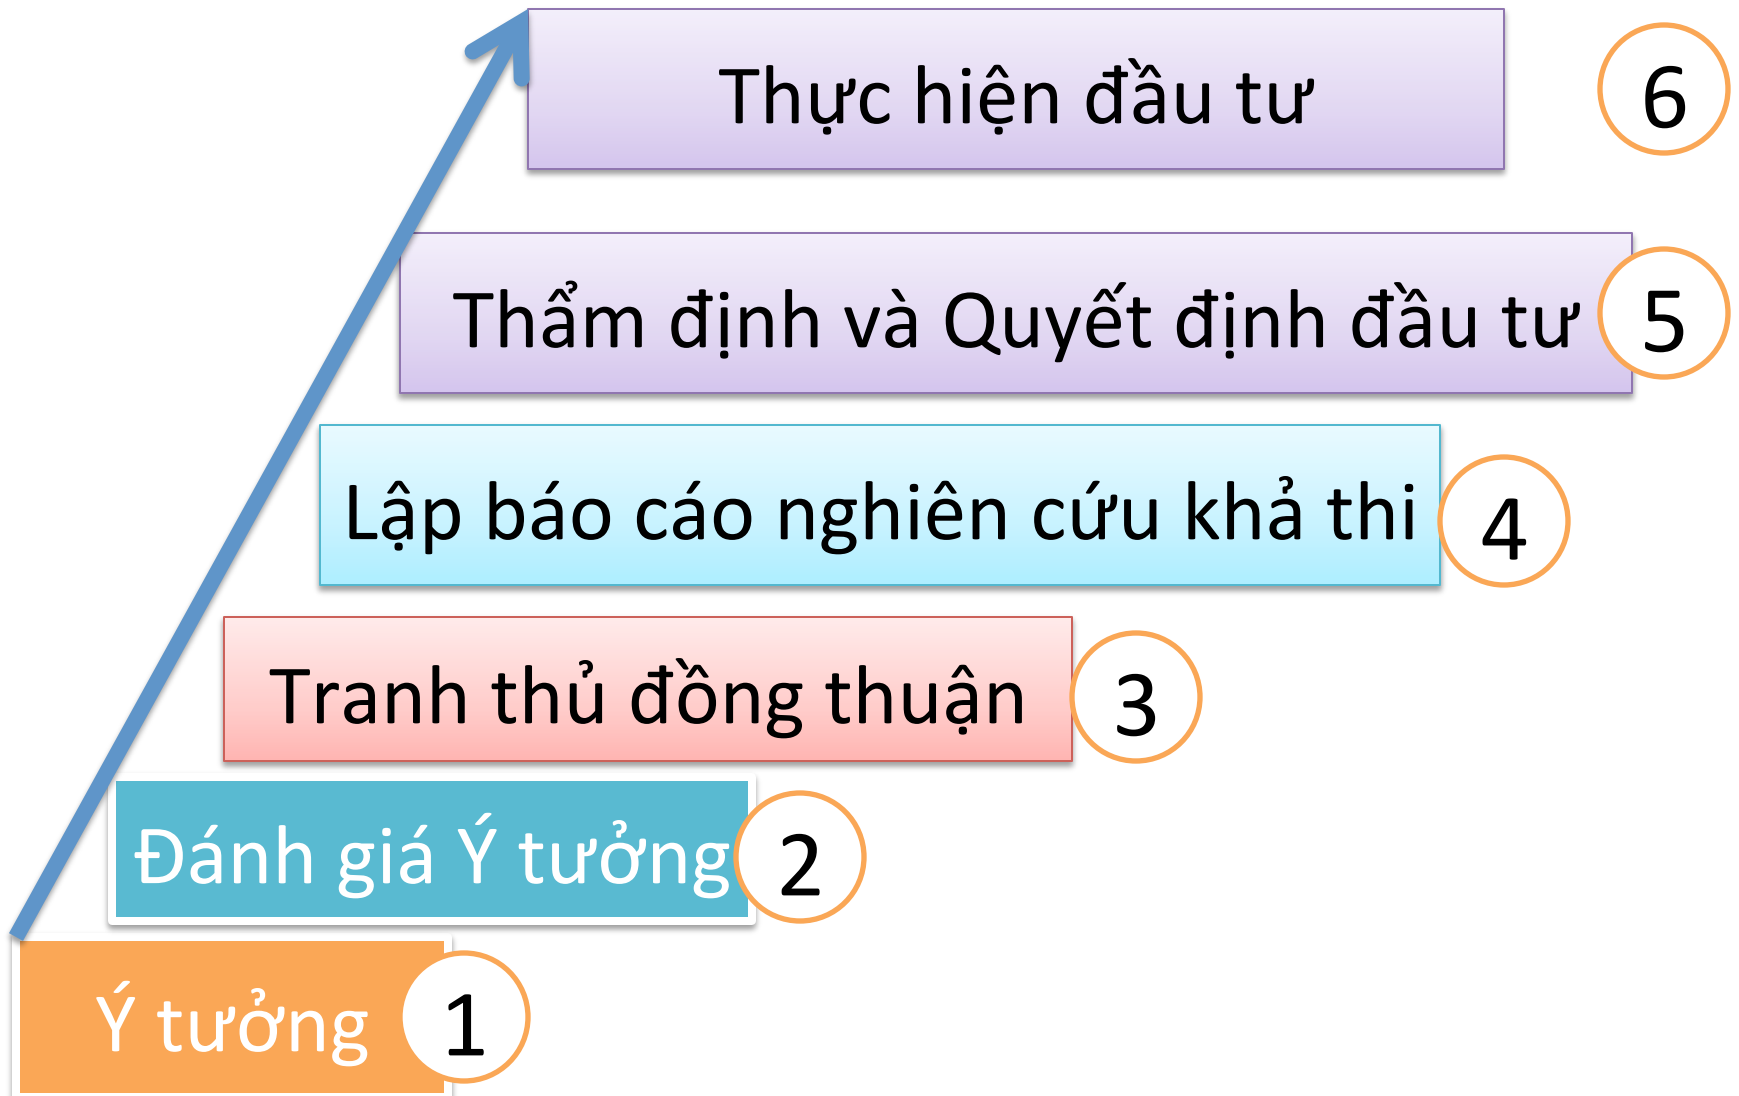 Thực hiện đầu tư
6
Thẩm định và Quyết định đầu tư
5
Lập báo cáo nghiên cứu khả thi
4
Tranh thủ đồng thuận
3
Đánh giá Ý tưởng
2
Ý tưởng
1